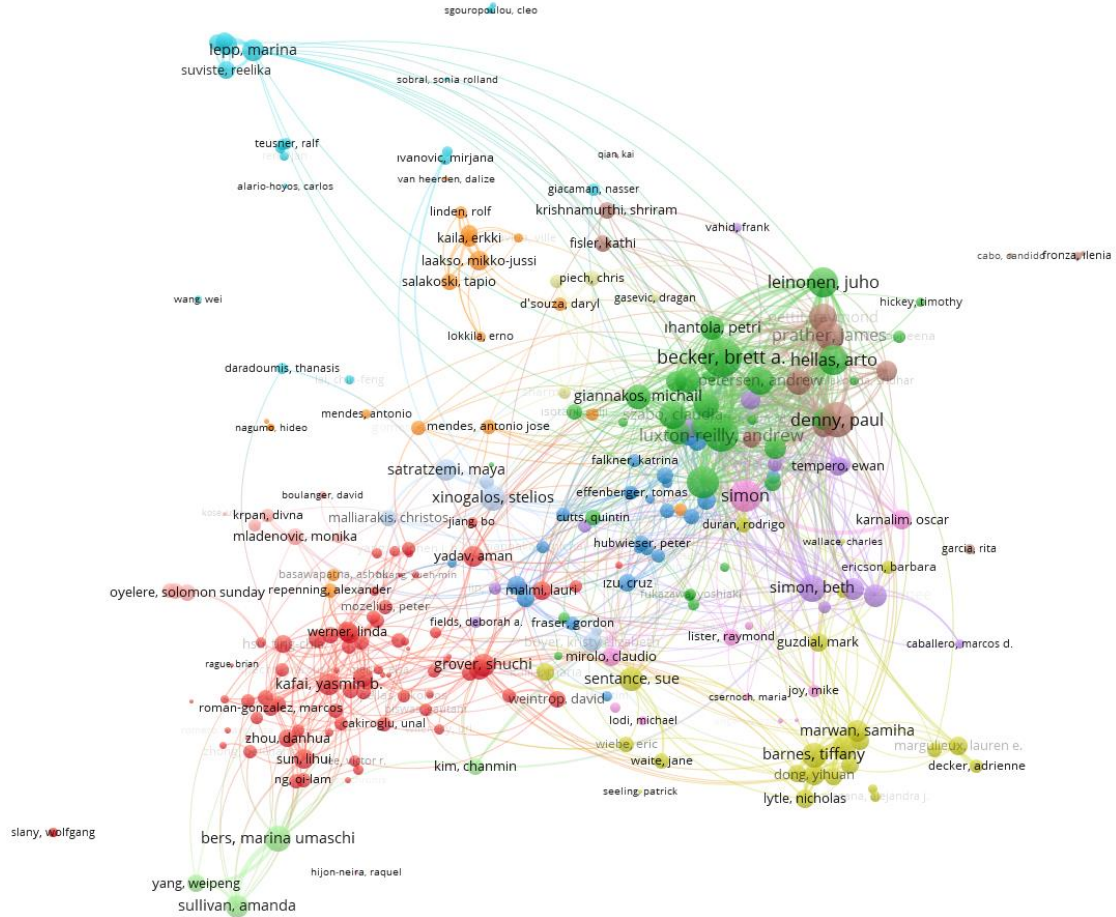 sgouropoulou, cleo
lepp, marina
suviste, reelika
sobral, sonia rolland
teusner, ralf
ivanovic, mirjana
qian, kai
van heerden, dalize
alario-hoyos, carlos
giacaman, nasser
linden, rolf
krishnamurthi, shriram
vahid, frank
kaila, erkki
fisler, kathi
cabo, candido
fronza, ilenia
laakso, mikko-jussi
salakoski, tapio
piech, chris
leinonen, juho
wang, wei
d'souza, daryl
gasevic, dragan
hickey, timothy
ihantola, petri
lokkila, erno
prather, james
becker, brett a.
hellas, arto
daradoumis, thanasis
petersen, andrew
giannakos, michail
mendes, antonio
szabo, claudia
denny, paul
nagumo, hideo
mendes, antonio jose
luxton-reilly, andrew
falkner, katrina
tempero, ewan
satratzemi, maya
boulanger, david
xinogalos, stelios
effenberger, tomas
simon
krpan, divna
malliarakis, christos
jiang, bo
cutts, quintin
duran, rodrigo
karnalim, oscar
mladenovic, monika
hubwieser, peter
wallace, charles
garcia, rita
yadav, aman
ericson, barbara
basawapatna, ashok
oyelere, solomon sunday
repenning, alexander
malmi, lauri
izu, cruz
simon, beth
fukazawa, yoshiaki
mozelius, peter
fields, deborah a.
fraser, gordon
werner, linda
lister, raymond
guzdial, mark
caballero, marcos d.
mirolo, claudio
rague, brian
grover, shuchi
sentance, sue
kafai, yasmin b.
weintrop, david
csernoch, maria
joy, mike
roman-gonzalez, marcos
cakiroglu, unal
lodi, michael
marwan, samiha
zhou, danhua
wiebe, eric
barnes, tiffany
margulieux, lauren e.
sun, lihui
waite, jane
kim, chanmin
decker, adrienne
dong, yihuan
ng, oi-lam
seeling, patrick
lytle, nicholas
slany, wolfgang
bers, marina umaschi
hijon-neira, raquel
yang, weipeng
sullivan, amanda